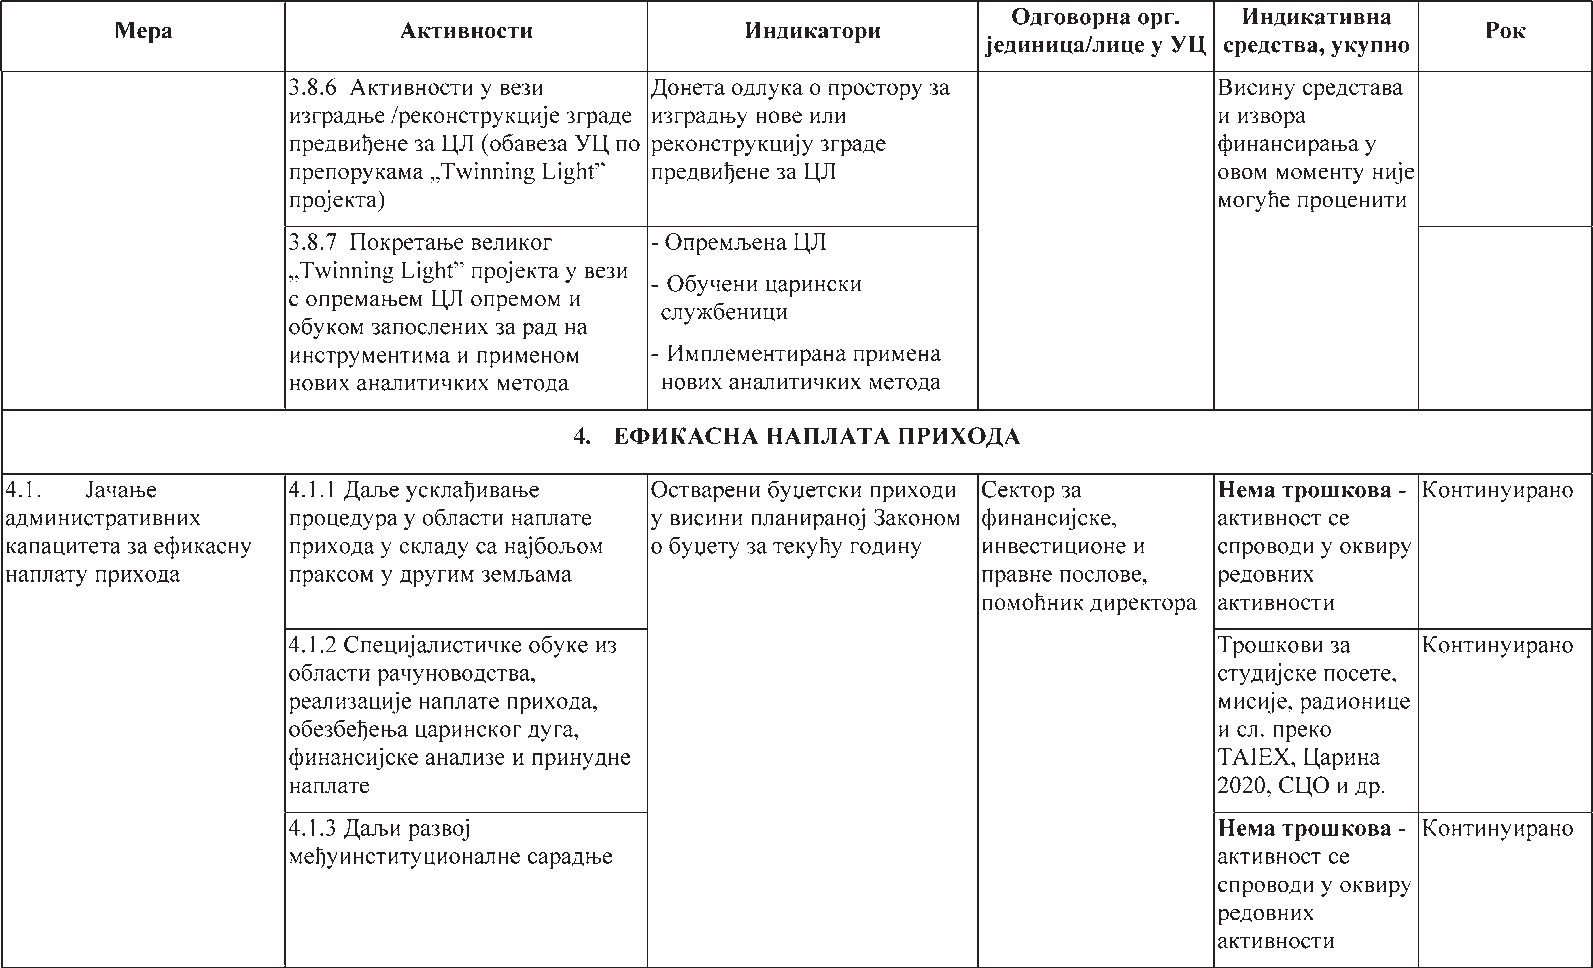 Мера
Активности
Индикатори
Одговорна орг.
јединица/лице у УЦ
Индикативна
средства, укупно
Рок
3.8.6 Активности у вези
изградње /реконструкције зграде
предвиђене за ЦЛ (обавеза УЦ по
препорукама „Twinning Light”
пројекта)
Донета одлука о простору за
изградњу нове или
реконструкцију зграде
предвиђене за ЦЛ
Висину средстава
и извора
финансирања у
овом моменту није
могуће проценити
3.8.7 Покретање великог
„Twinning Light” пројекта у вези
с опремањем ЦЛ опремом и
обуком запослених за рад на
инструментима и применом
нових аналитичких метода
- Опремљена ЦЛ
- Обучени царински
службеници
- Имплементирана примена
нових аналитичких метода
4. ЕФИКАСНА НАПЛАТА ПРИХОДА
4.1. Јачање
административних
капацитета за ефикасну
наплату прихода
4.1.1 Даље усклађивање
процедура у области наплате
прихода у складу са најбољом
праксом у другим земљама
Остварени буџетски приходи
у висини планираној Законом
о буџету за текућу годину
Сектор за
финансијске,
инвестиционе и
правне послове,
помоћник директора
Нема трошкова -
активност се
спроводи у оквиру
редовних
активности
Континуирано
4.1.2 Специјалистичке обуке из
области рачуноводства,
реализације наплате прихода,
обезбеђења царинског дуга,
финансијске анализе и принудне
наплате
Трошкови за
студијске посете,
мисије, радионице
и сл. преко
TAIEX, Царина
2020, СЦО и др.
Континуирано
4.1.3 Даљи развој
међуинституционалне сарадње
Нема трошкова -
активност се
спроводи у оквиру
редовних
активности
Континуирано